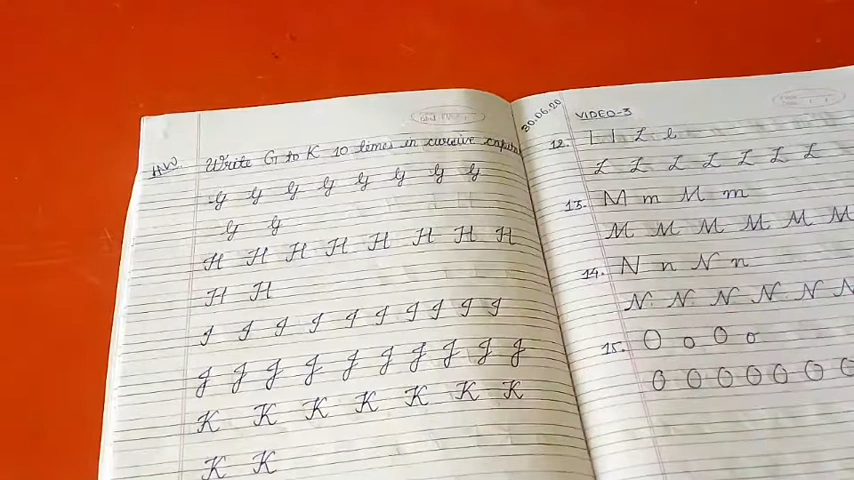 H.W Write G to K 10 times in cursive capital
G G G G G G G G
G G
H H H H H H H H
H H
I I I I I I I I I
J J J J J J J J J J
K K K K K K K
K K
30.06.20 VIDEO-3
12. L l L l
L L L L L L L
13. M m M m
M M M M M M
14. N n N n
N N N N N N
15. O o O o
O O O O O O O